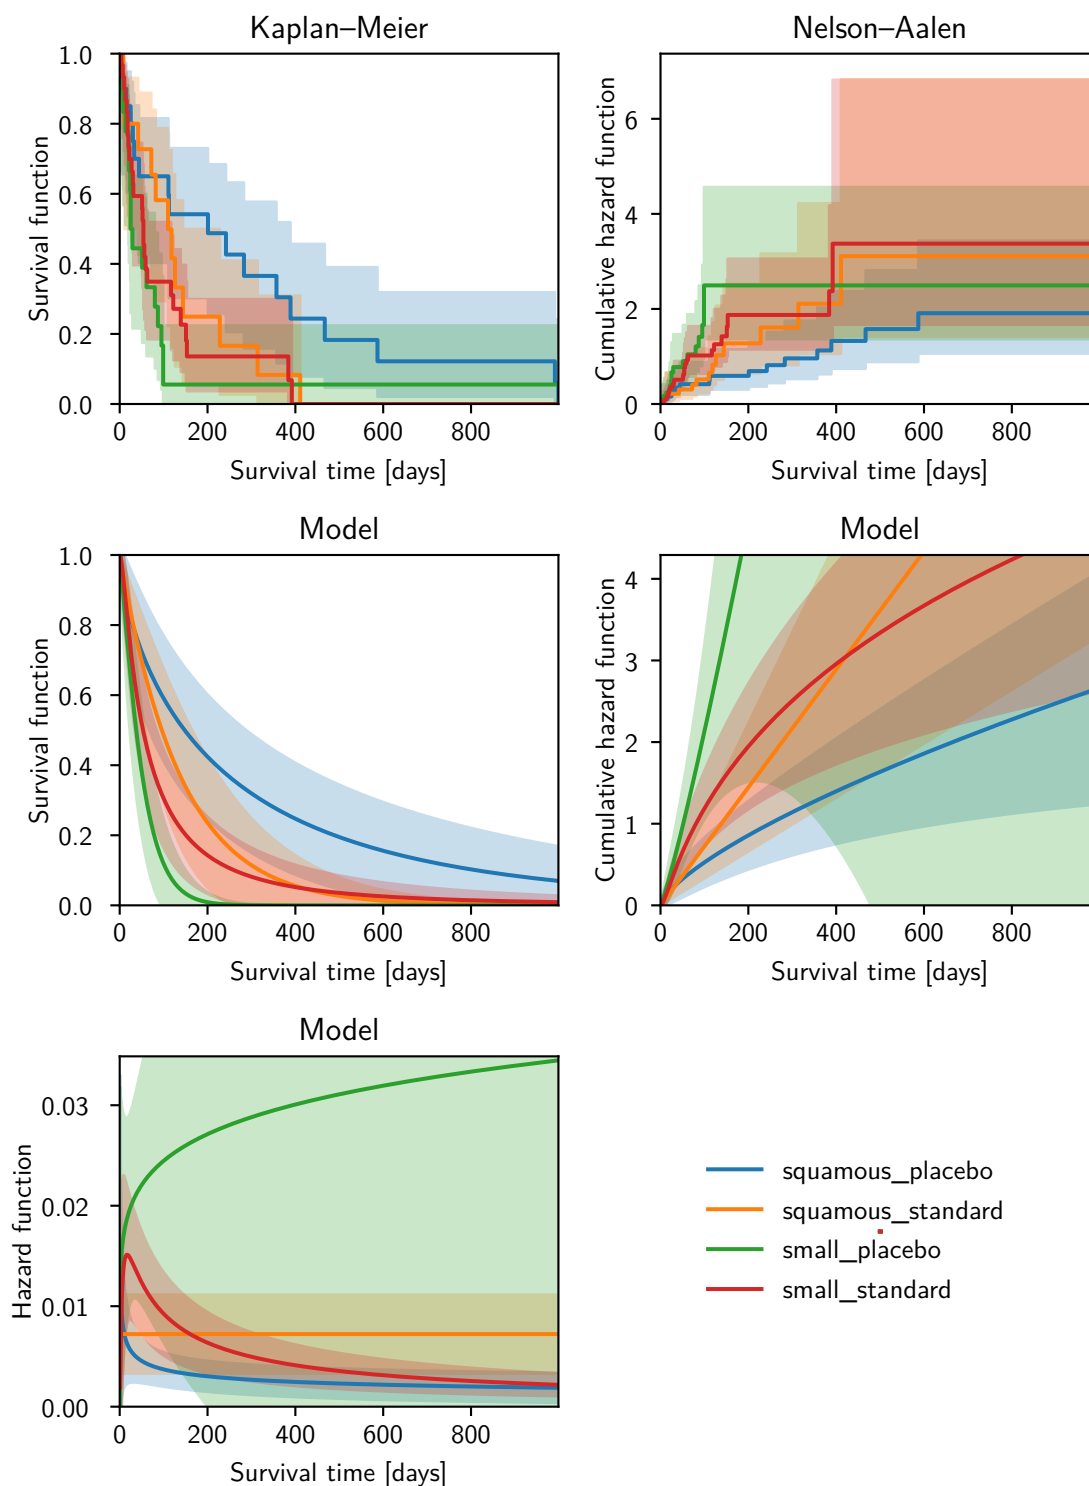 Kaplan–Meier
Nelson–Aalen
Survival function
1.0
0.8
0.6
0.4
0.2
0.0
0 200 400 600 800
Survival time [days]
Cumulative hazard function
6
4
2
0
0 200 400 600 800
Survival time [days]
Model
Model
Survival function
1.0
0.8
0.6
0.4
0.2
0.0
0 200 400 600 800
Survival time [days]
Cumulative hazard function
4
3
2
1
0
0 200 400 600 800
Survival time [days]
Model
Hazard function
0.03
0.02
0.01
0.00
0 200 400 600 800
Survival time [days]
squamous_placebo
squamous_standard
small_placebo
small_standard